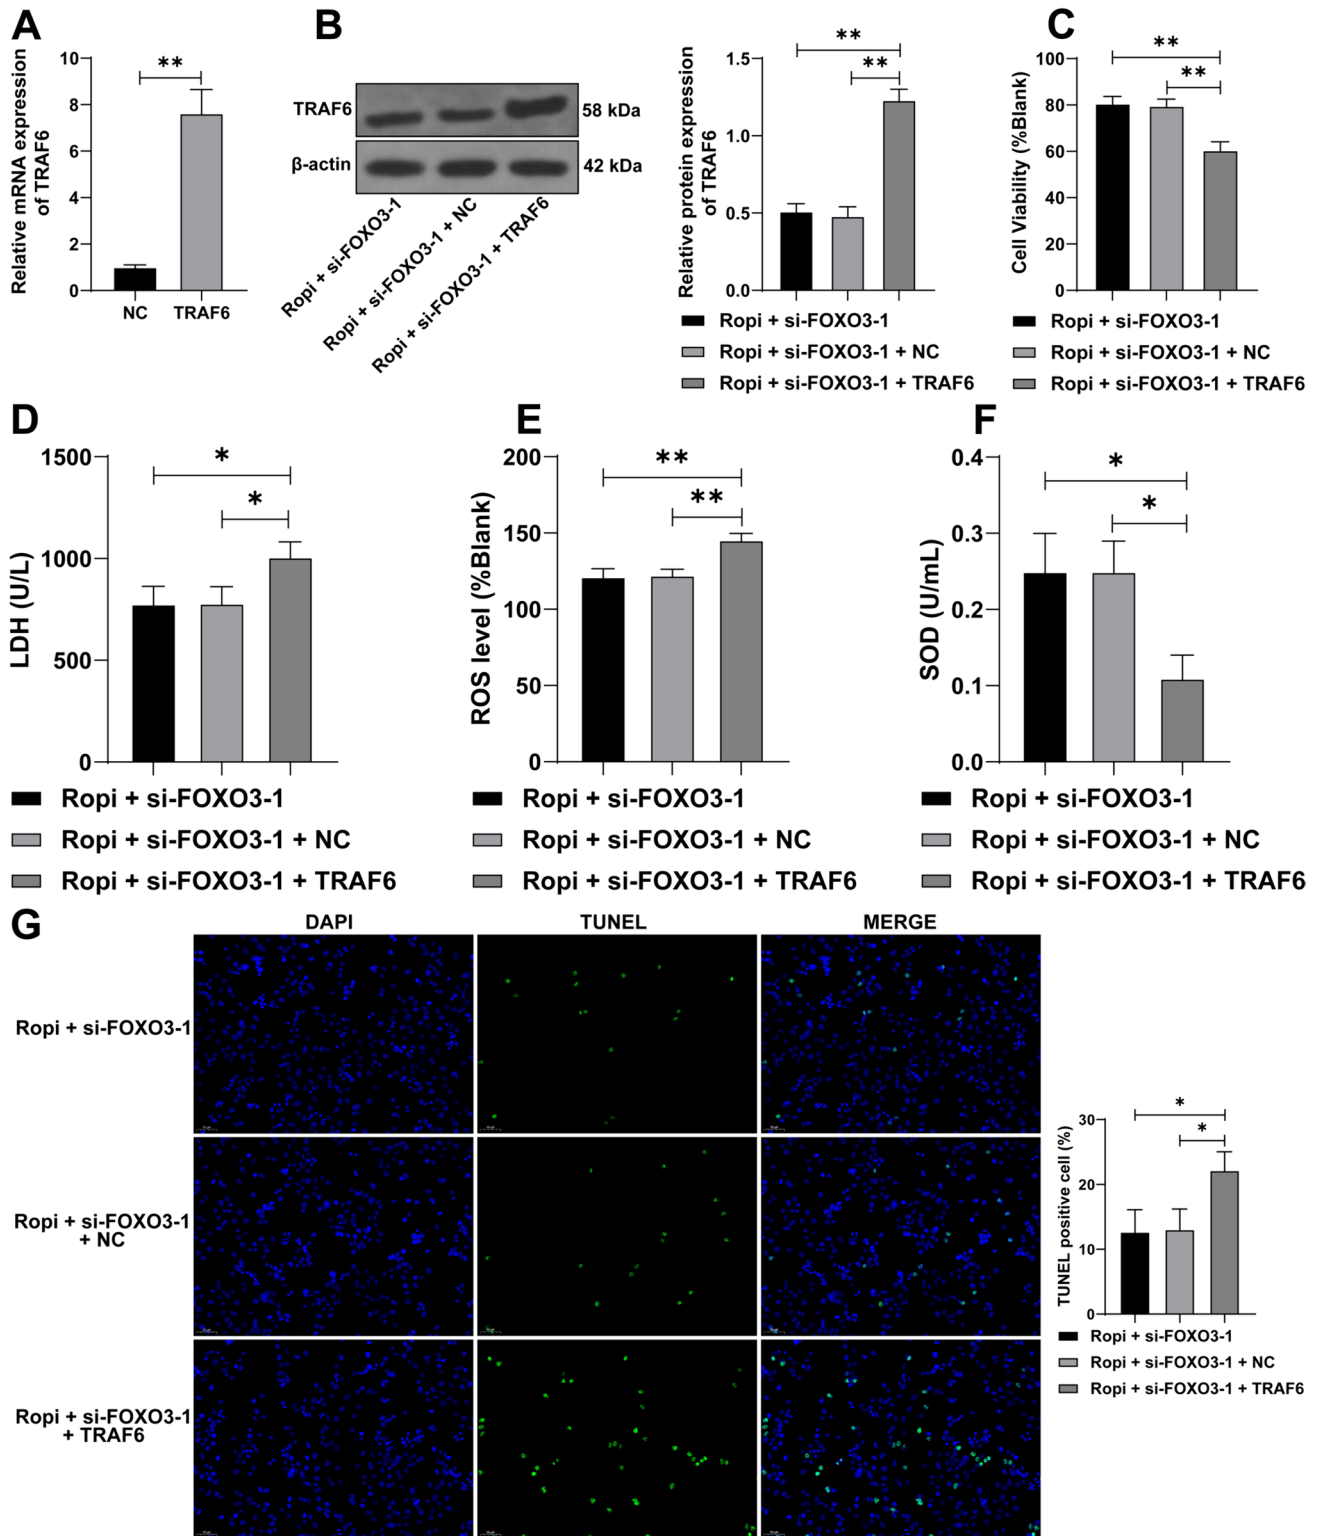 A
Relative mRNA expression
of TRAF6
10
8
6
4
2
0
**
NC
TRAF6
B
TRAF6
58 kDa
β-actin
42 kDa
Ropi + si-FOXO3-1
Ropi + si-FOXO3-1 + NC
Ropi + si-FOXO3-1 + TRAF6
Relative protein expression
of TRAF6
1.5
1.0
0.5
0.0
**
**
Ropi + si-FOXO3-1
Ropi + si-FOXO3-1 + NC
Ropi + si-FOXO3-1 + TRAF6
C
Cell Viability (%Blank)
100
80
60
40
20
0
**
**
Ropi + si-FOXO3-1
Ropi + si-FOXO3-1 + NC
Ropi + si-FOXO3-1 + TRAF6
D
LDH (U/L)
1500
1000
500
0
*
*
Ropi + si-FOXO3-1
Ropi + si-FOXO3-1 + NC
Ropi + si-FOXO3-1 + TRAF6
E
ROS level (%Blank)
200
150
100
50
0
**
**
Ropi + si-FOXO3-1
Ropi + si-FOXO3-1 + NC
Ropi + si-FOXO3-1 + TRAF6
F
SOD (U/mL)
0.4
0.3
0.2
0.1
0.0
*
*
Ropi + si-FOXO3-1
Ropi + si-FOXO3-1 + NC
Ropi + si-FOXO3-1 + TRAF6
G
DAPI
TUNEL
MERGE
Ropi + si-FOXO3-1
Ropi + si-FOXO3-1
+ NC
Ropi + si-FOXO3-1
+ TRAF6
TUNEL positive cell (%)
30
20
10
0
*
*
Ropi + si-FOXO3-1
Ropi + si-FOXO3-1 + NC
Ropi + si-FOXO3-1 + TRAF6